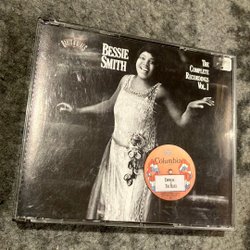 BESSIE
SMITH
THE
COMPLETE
RECORDINGS
VOL. 1
Columbia